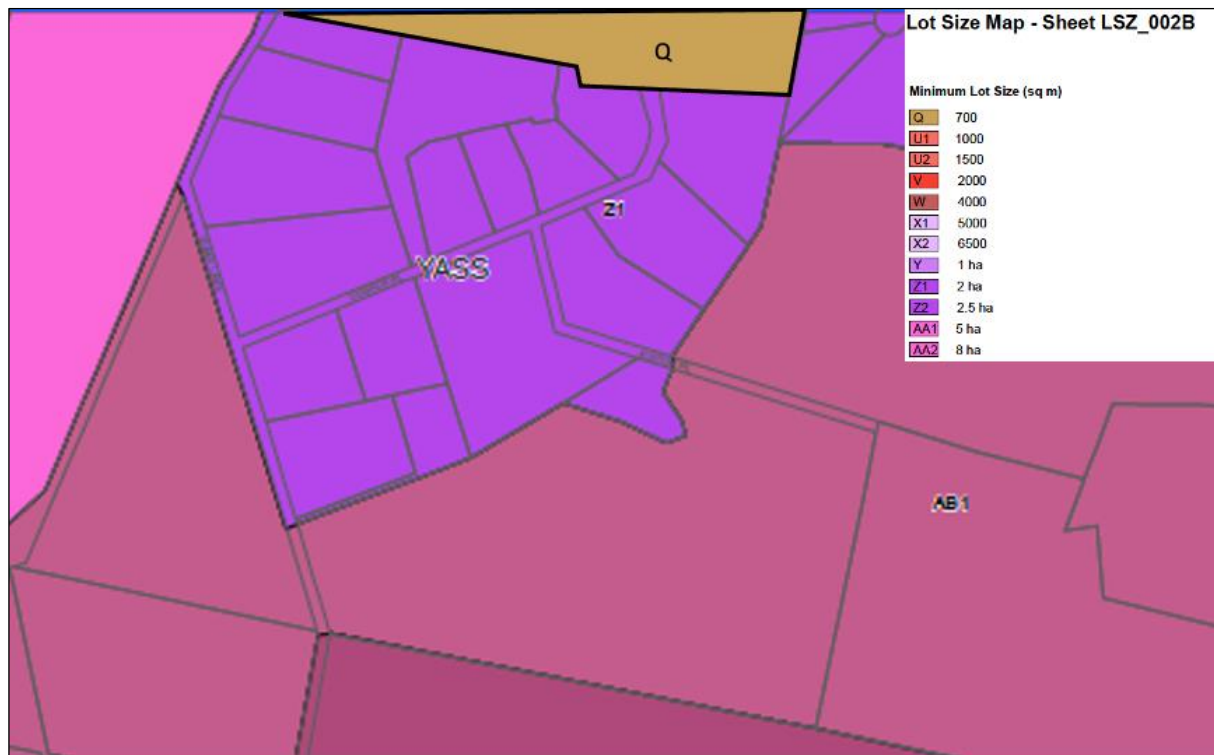 Lot Size Map - Sheet LSZ_002B
Minimum Lot Size (sq m)
Q 700
U1 1000
U2 1500
V 2000
W 4000
X1 5000
X2 6500
Y 1 ha
Z1 2 ha
Z2 2.5 ha
AA1 5 ha
AA2 8 ha
Q
Z1
YASS
AB1